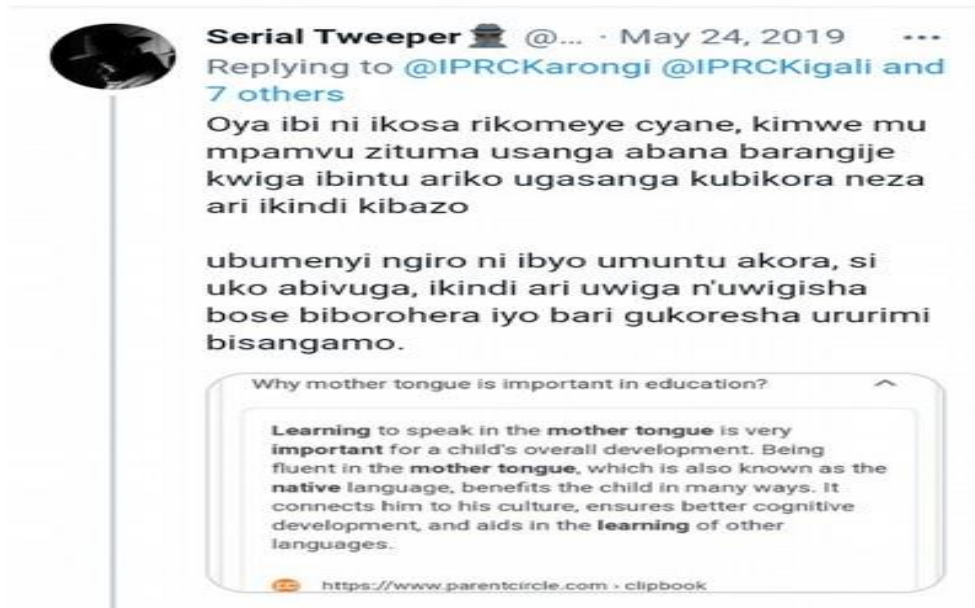 Serial Tweeper @... · May 24, 2019 ...
Replying to @IPRCKarongi @IPRCKigali and
7 others
Oya ibi ni ikosa rikomeye cyane, kimwe mu
mpamvu zituma usanga abana barangije
kwiga ibintu ariko ugasanga kubikora neza
ari ikindi kibazo
ubumenyi ngiro ni ibyo umuntu akora, si
uko abivuga, ikindi ari uwiga n'uwigisha
bose biborohera iyo bari gukoresha ururimi
bisangamo.
Why mother tongue is important in education?
Learning to speak in the mother tongue is very
important for a child's overall development. Being
fluent in the mother tongue, which is also known as the
native language, benefits the child in many ways. It
connects him to his culture, ensures better cognitive
development, and aids in the learning of other
languages.
https://www.parentcircle.com › clipbook